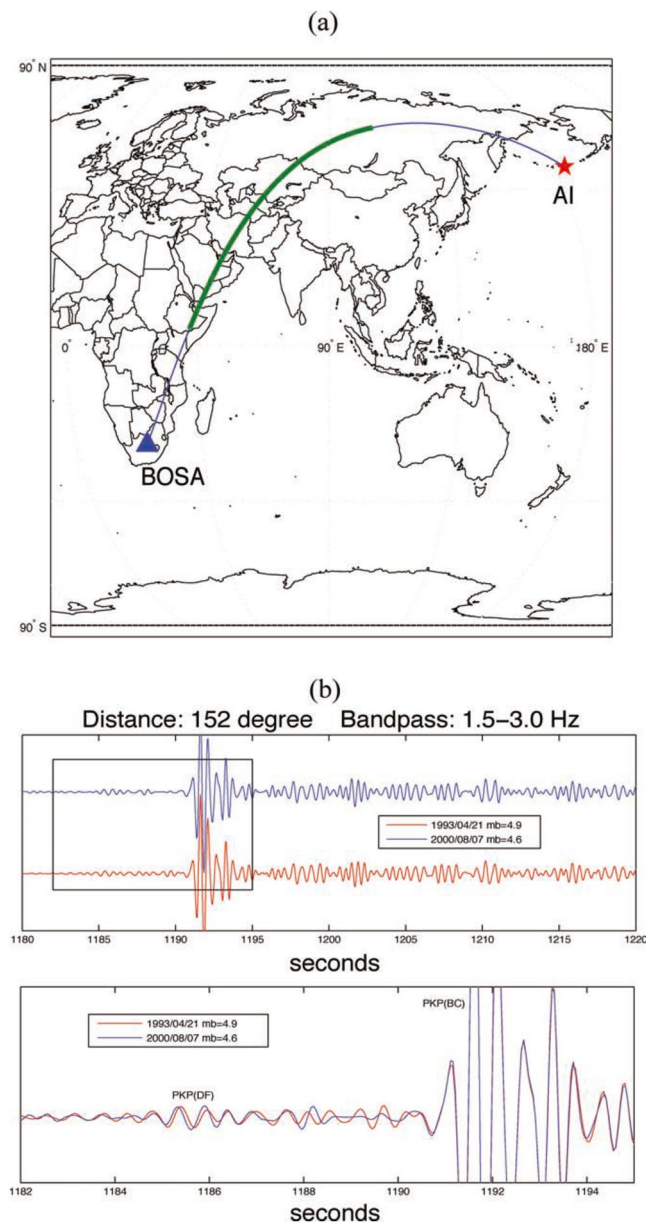 (a)
90° N
AI
0°
90° E
180° E
BOSA
90° S
(b)
Distance: 152 degree Bandpass: 1.5–3.0 Hz
1993/04/21 mb=4.9
2000/08/07 mb=4.6
1180 1185 1190 1195 1200 1205 1210 1215 1220
seconds
PKP(BC)
1993/04/21 mb=4.9
2000/08/07 mb=4.6
PKP(DF)
1182 1184 1186 1188 1190 1192 1194
seconds